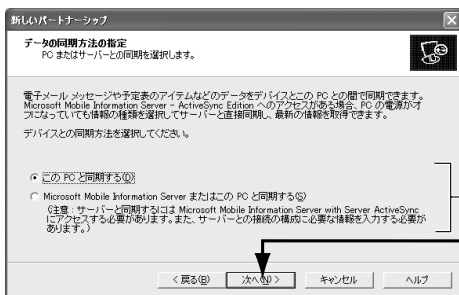 新しいパートナーシップ
データの同期方法の指定
PC またはサーバーとの同期を選択します。
電子メール メッセージや予定表のアイテムなどのデータをデバイスとこの PC との間で同期できます。
Microsoft Mobile Information Server - ActiveSync Edition へのアクセスがある場合、PC の電源がオ
フになっていても情報の種類を選択してサーバーと直接同期し、最新の情報を取得できます。
デバイスとの同期方法を選択してください。
この PC と同期する(D)
Microsoft Mobile Information Server またはこの PC と同期する(S)
(注意 : サーバーと同期するには Microsoft Mobile Information Server with Server ActiveSync
にアクセスする必要があります。また、サーバーとの接続の構成に必要な情報を入力する必要が
あります。)
< 戻る(B) 次へ(N) > キャンセル ヘルプ